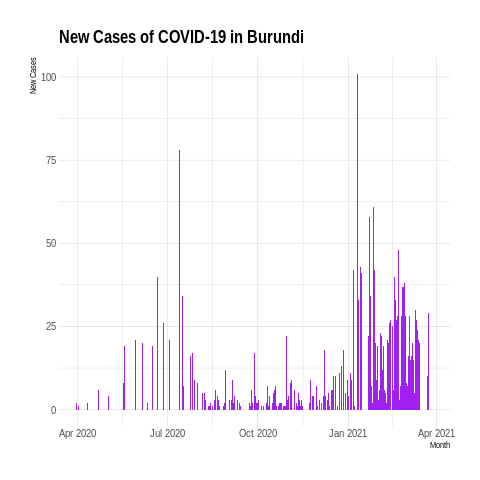 New Cases of COVID-19 in Burundi
New Cases
100
75
50
25
0
Apr 2020 Jul 2020 Oct 2020 Jan 2021 Apr 2021
Month